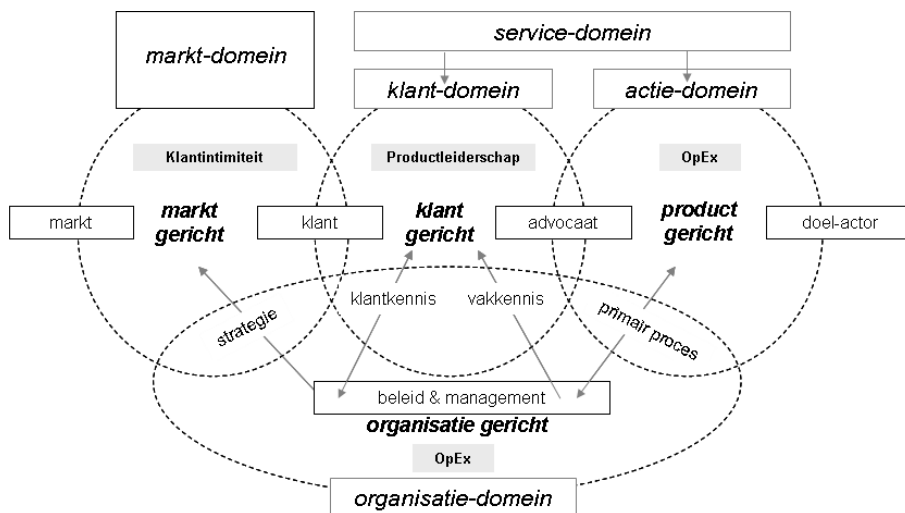 service-domein
markt-domein
klant-domein
actie-domein
Klantintimiteit
Productleiderschap
OpEx
markt
gericht
klant
gericht
product
gericht
markt
klant
advocaat
doel-actor
klantkennis
vakkennis
strategie
primair proces
beleid & management
organisatie gericht
OpEx
organisatie-domein